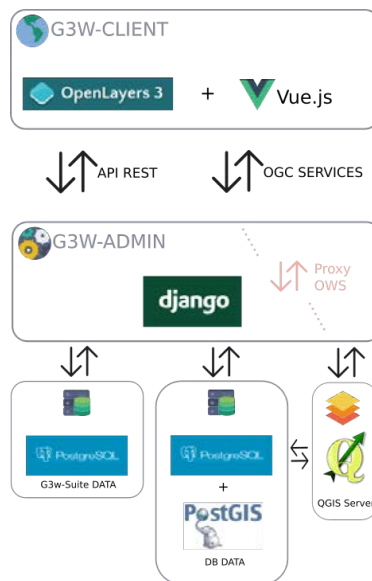 G3W-CLIENT
OpenLayers 3 + Vue.js
API REST OGC SERVICES
G3W-ADMIN
Proxy
OWS
django
PostgreSQL PostgreSQL
G3w-Suite DATA + QGIS Server
PostGIS
DB DATA